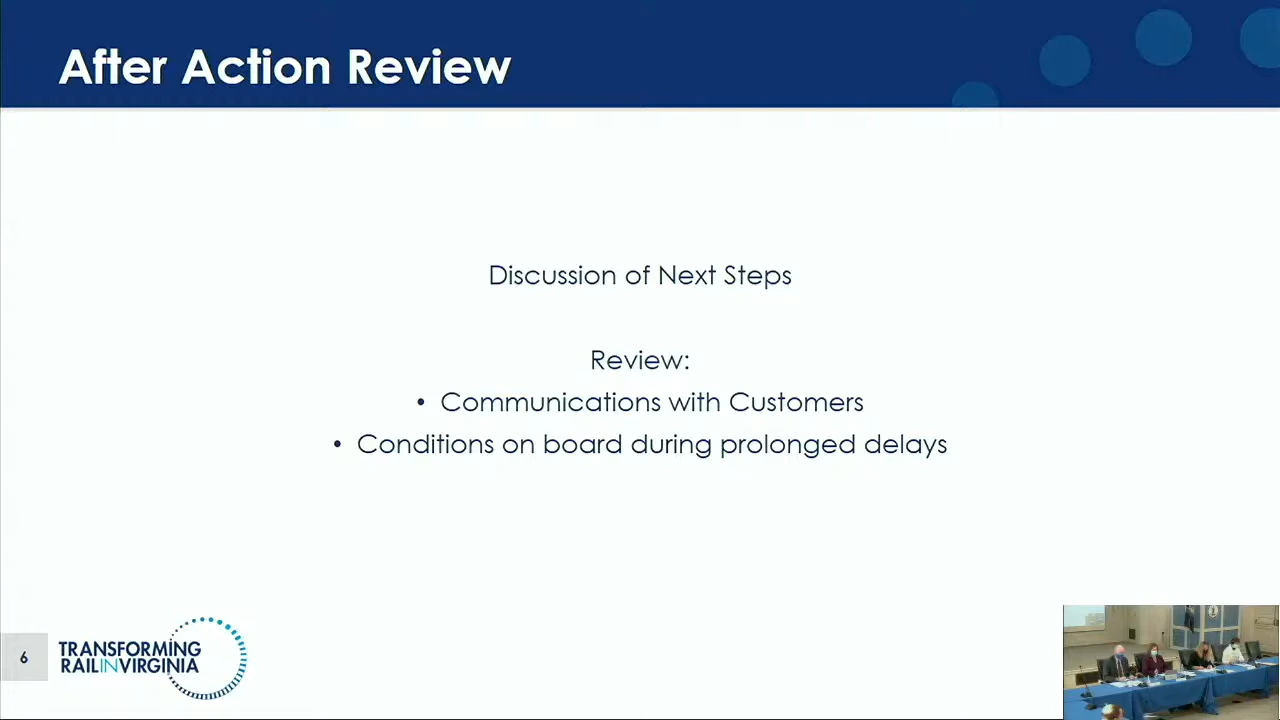 After Action Review
Discussion of Next Steps
Review:
• Communications with Customers
• Conditions on board during prolonged delays
6
TRANSFORMING
RAILINVIRGINIA